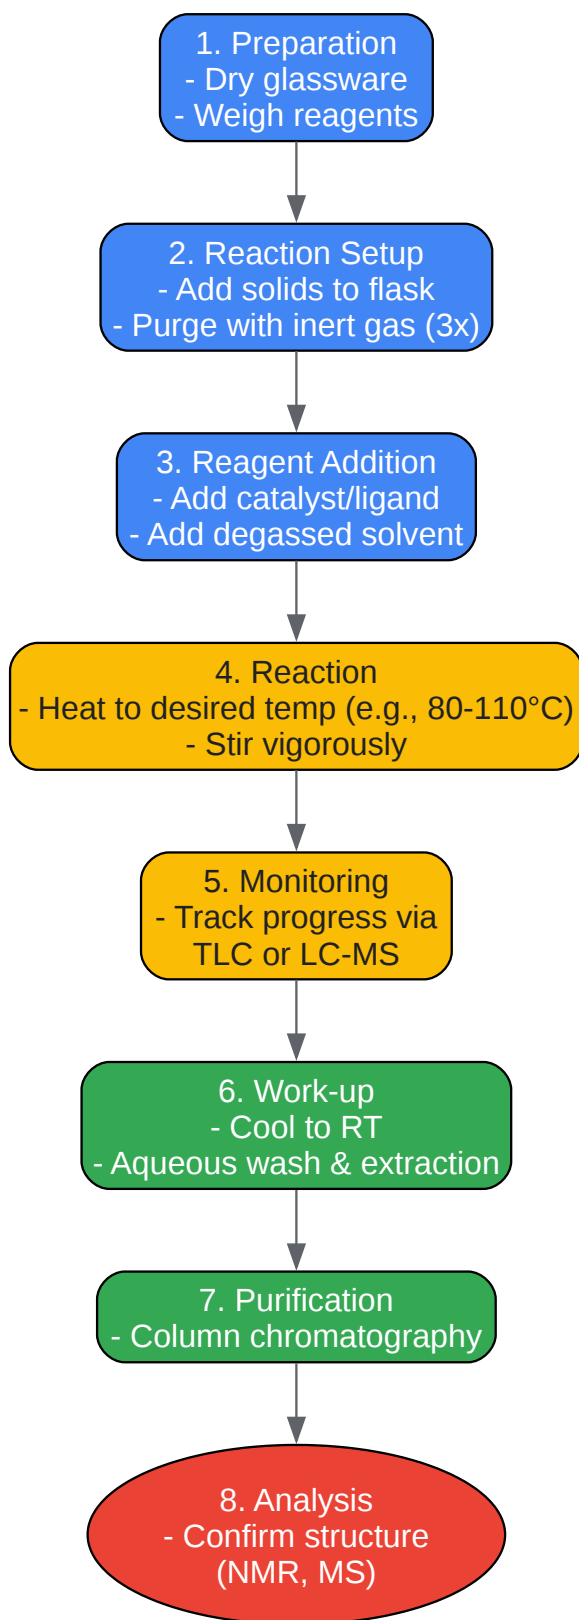 1. Preparation
- Dry glassware
- Weigh reagents
2. Reaction Setup
- Add solids to flask
- Purge with inert gas (3x)
3. Reagent Addition
- Add catalyst/ligand
- Add degassed solvent
4. Reaction
- Heat to desired temp (e.g., 80-110°C)
- Stir vigorously
5. Monitoring
- Track progress via
TLC or LC-MS
6. Work-up
- Cool to RT
- Aqueous wash & extraction
7. Purification
- Column chromatography
8. Analysis
- Confirm structure
(NMR, MS)